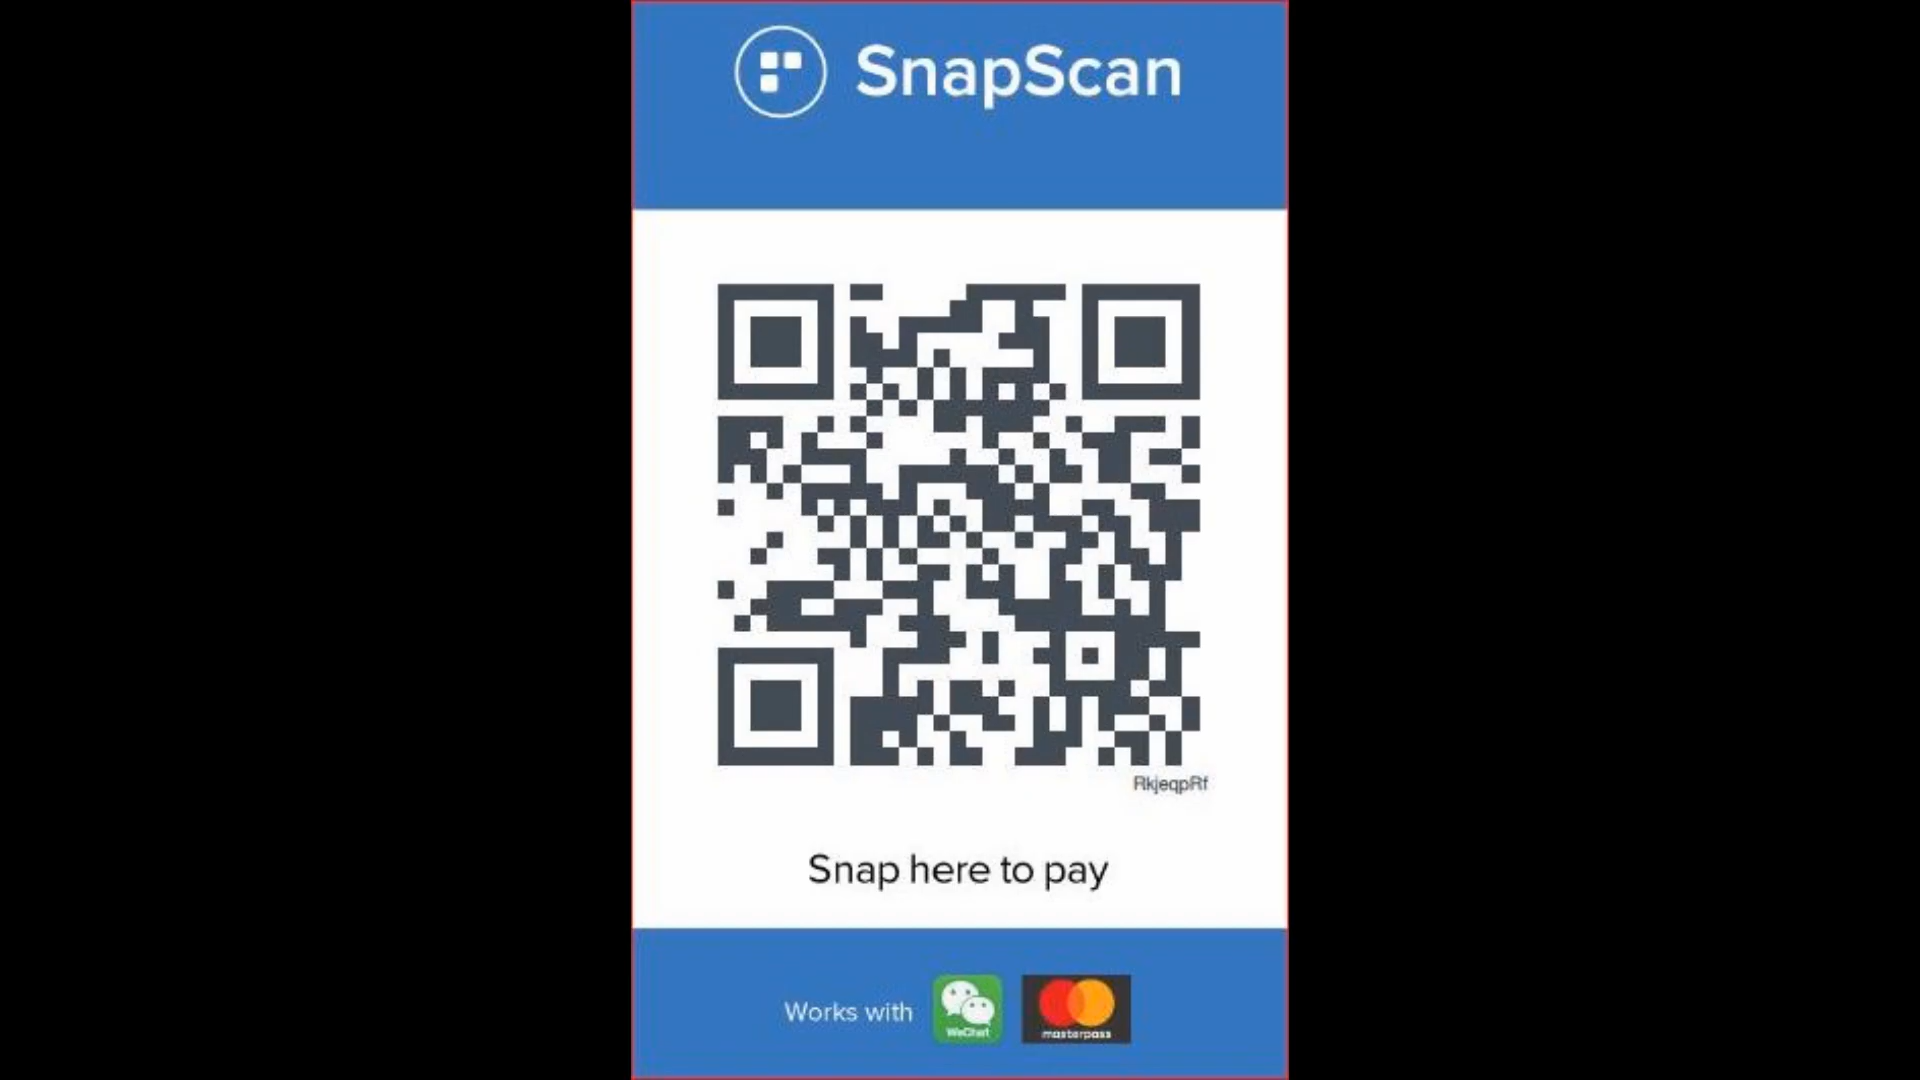 SnapScan
RkjeqpRf
Snap here to pay
Works with
WeChat
masterpass